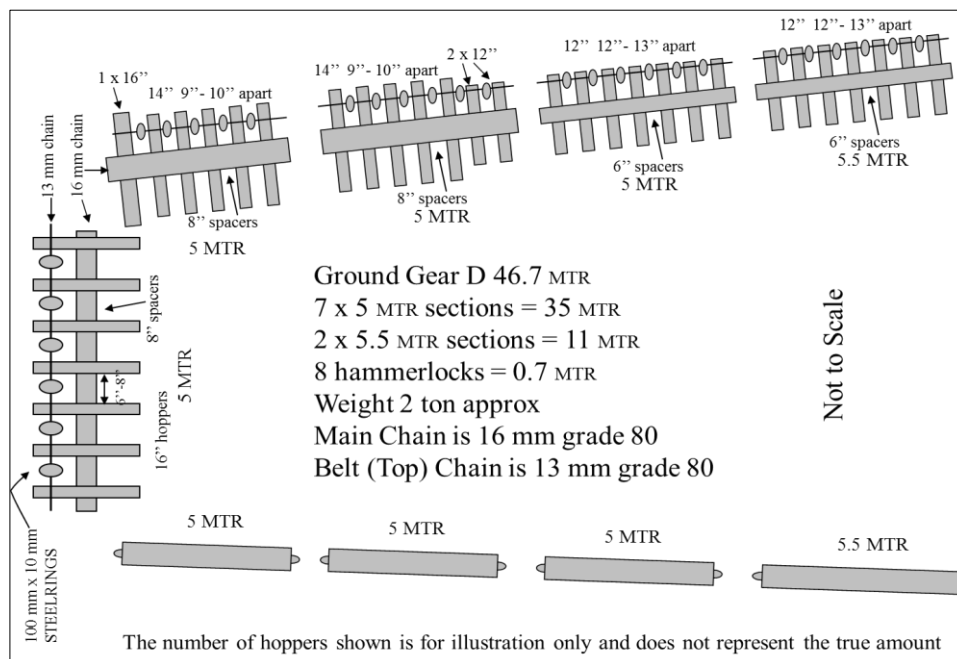 1 x 16’’
14’’ 9’’- 10’’ apart
8’’ spacers
5 MTR
14’’ 9’’- 10’’ apart
2 x 12’’
8’’ spacers
5 MTR
12’’ 12’’- 13’’ apart
6’’ spacers
5 MTR
12’’ 12’’- 13’’ apart
6’’ spacers
5.5 MTR
13 mm chain
16 mm chain
8’’ spacers
6’’-8’’
5 MTR
16’’ hoppers
100 mm x 10 mm
STEELRINGS
Ground Gear D 46.7 MTR
7 x 5 MTR sections = 35 MTR
2 x 5.5 MTR sections = 11 MTR
8 hammerlocks = 0.7 MTR
Weight 2 ton approx
Main Chain is 16 mm grade 80
Belt (Top) Chain is 13 mm grade 80
Not to Scale
5 MTR
5 MTR
5 MTR
5.5 MTR
The number of hoppers shown is for illustration only and does not represent the true amount